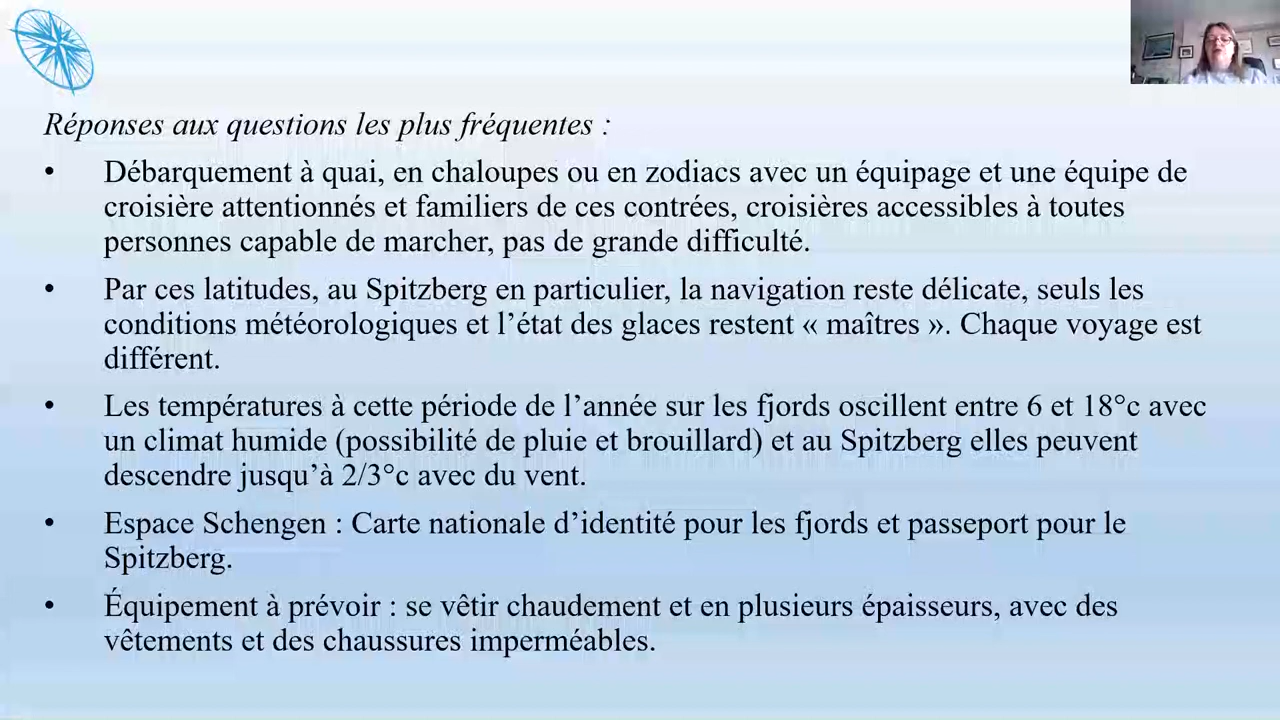 Réponses aux questions les plus fréquentes :
• Débarquement à quai, en chaloupes ou en zodiacs avec un équipage et une équipe de
croisière attentionnés et familiers de ces contrées, croisières accessibles à toutes
personnes capable de marcher, pas de grande difficulté.
• Par ces latitudes, au Spitzberg en particulier, la navigation reste délicate, seuls les
conditions météorologiques et l’état des glaces restent « maîtres ». Chaque voyage est
différent.
• Les températures à cette période de l’année sur les fjords oscillent entre 6 et 18°c avec
un climat humide (possibilité de pluie et brouillard) et au Spitzberg elles peuvent
descendre jusqu’à 2/3°c avec du vent.
• Espace Schengen : Carte nationale d’identité pour les fjords et passeport pour le
Spitzberg.
• Équipement à prévoir : se vêtir chaudement et en plusieurs épaisseurs, avec des
vêtements et des chaussures imperméables.